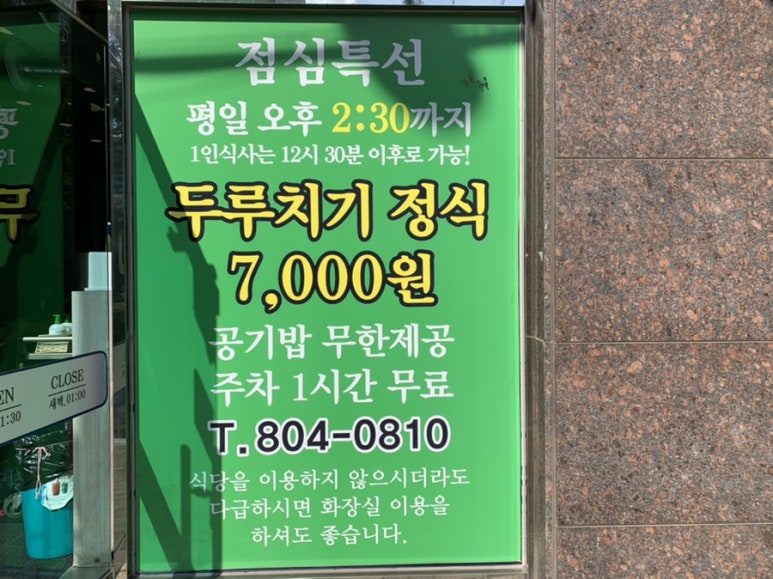 점심특선
평일 오후 2:30까지
1인식사는 12시 30분 이후로 가능!
두루치기 정식
7,000원
공기밥 무한제공
주차 1시간 무료
T. 804-0810
식당을 이용하지 않으시더라도
다급하시면 화장실 이용을
하셔도 좋습니다.
CLOSE
새벽.01:00